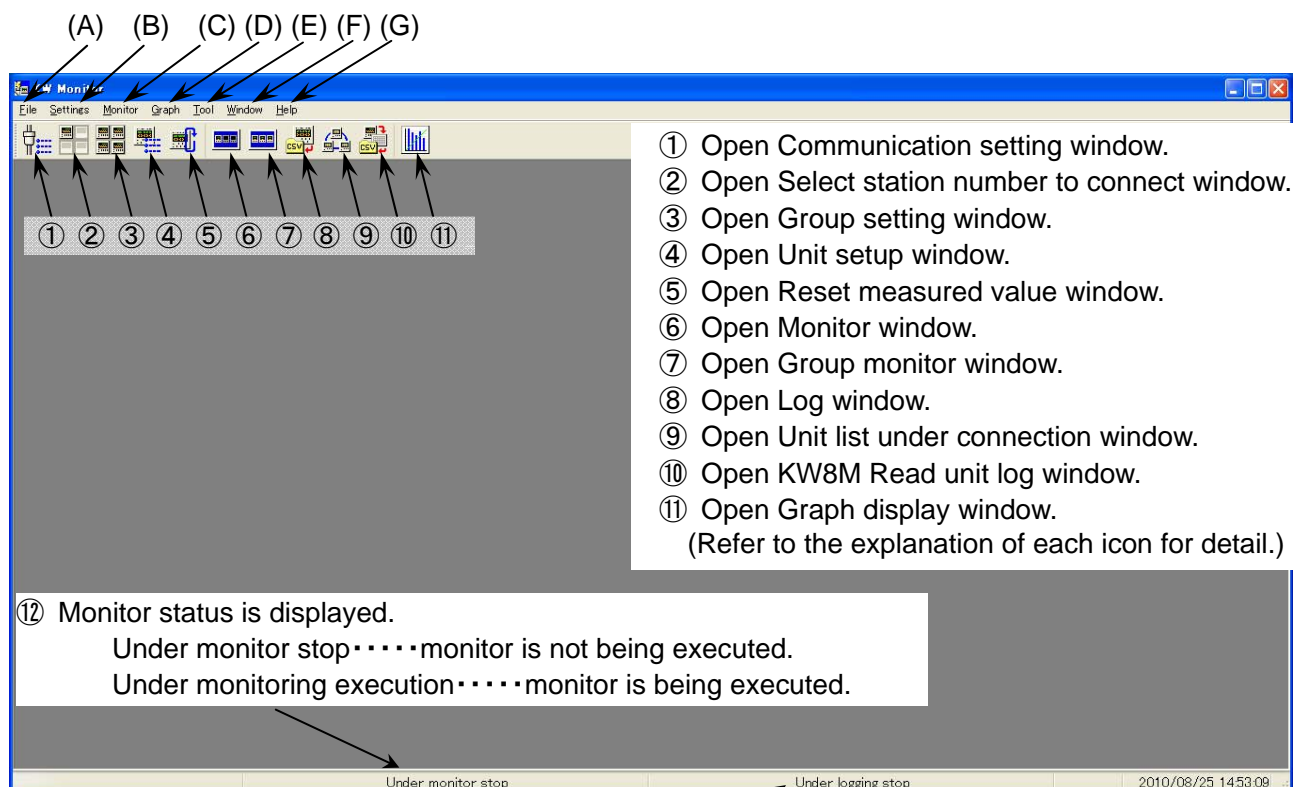 (A) (B) (C) (D) (E) (F) (G)
KW Monitor
File Settings Monitor Graph Tool Window Help
CSV CSV
① ② ③ ④ ⑤ ⑥ ⑦ ⑧ ⑨ ⑩ ⑪
① Open Communication setting window.
② Open Select station number to connect window.
③ Open Group setting window.
④ Open Unit setup window.
⑤ Open Reset measured value window.
⑥ Open Monitor window.
⑦ Open Group monitor window.
⑧ Open Log window.
⑨ Open Unit list under connection window.
⑩ Open KW8M Read unit log window.
⑪ Open Graph display window.
(Refer to the explanation of each icon for detail.)
⑫ Monitor status is displayed.
Under monitor stop・・・・・monitor is not being executed.
Under monitoring execution・・・・・monitor is being executed.
Under monitor stop Under logging stop 2010/08/25 14:53:09